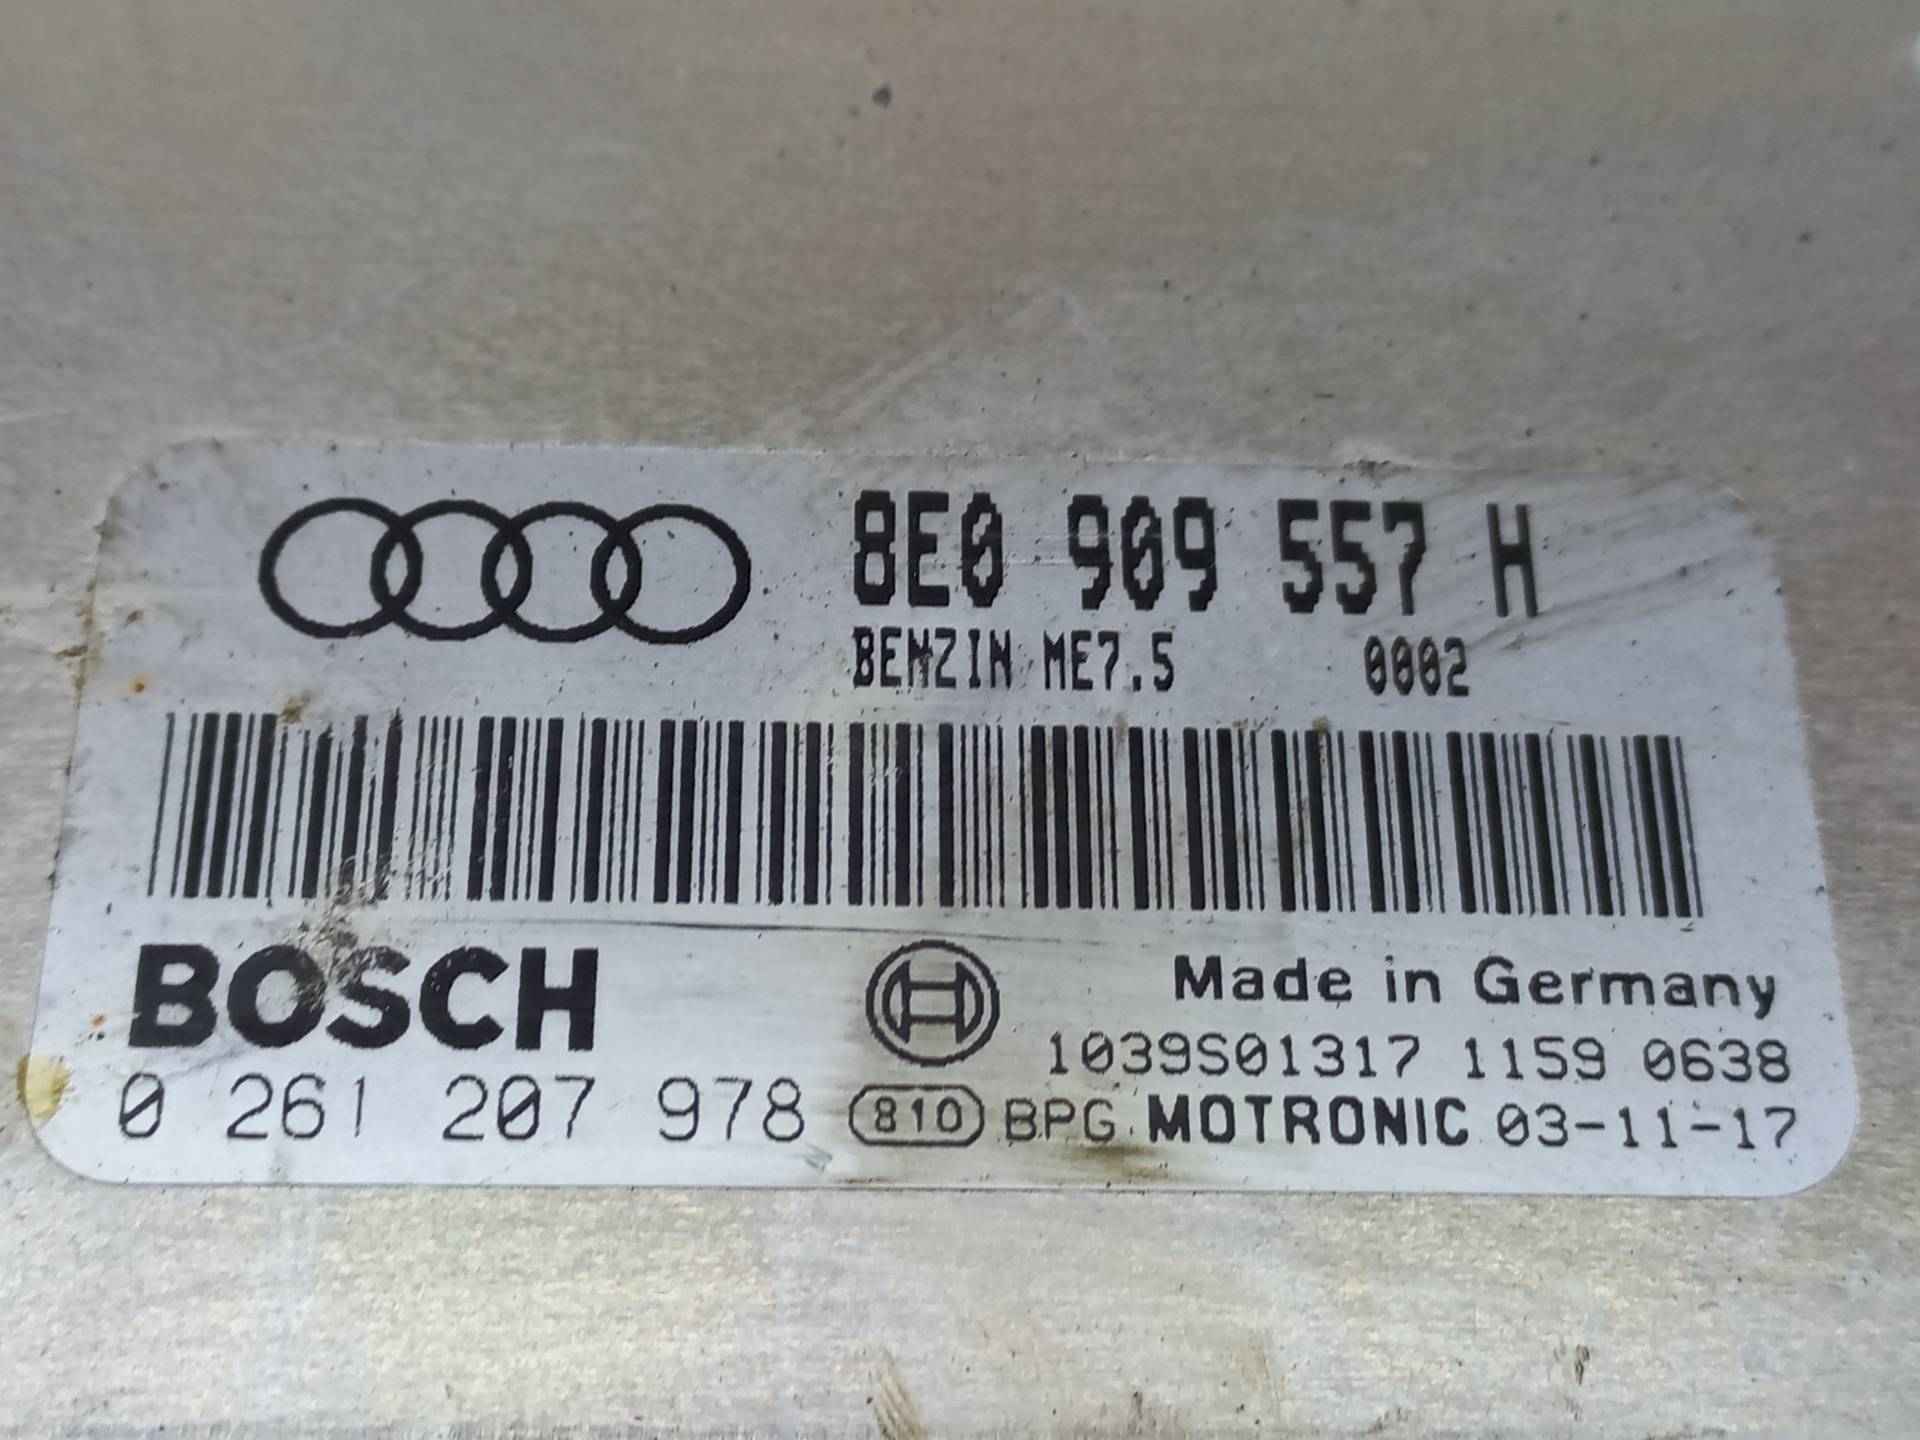 8E0 909 557 H
BENZIN ME7.5 0002
BOSCH
Made in Germany
1039S01317 1159 0638
0 261 207 978 810 BPG MOTRONIC 03-11-17